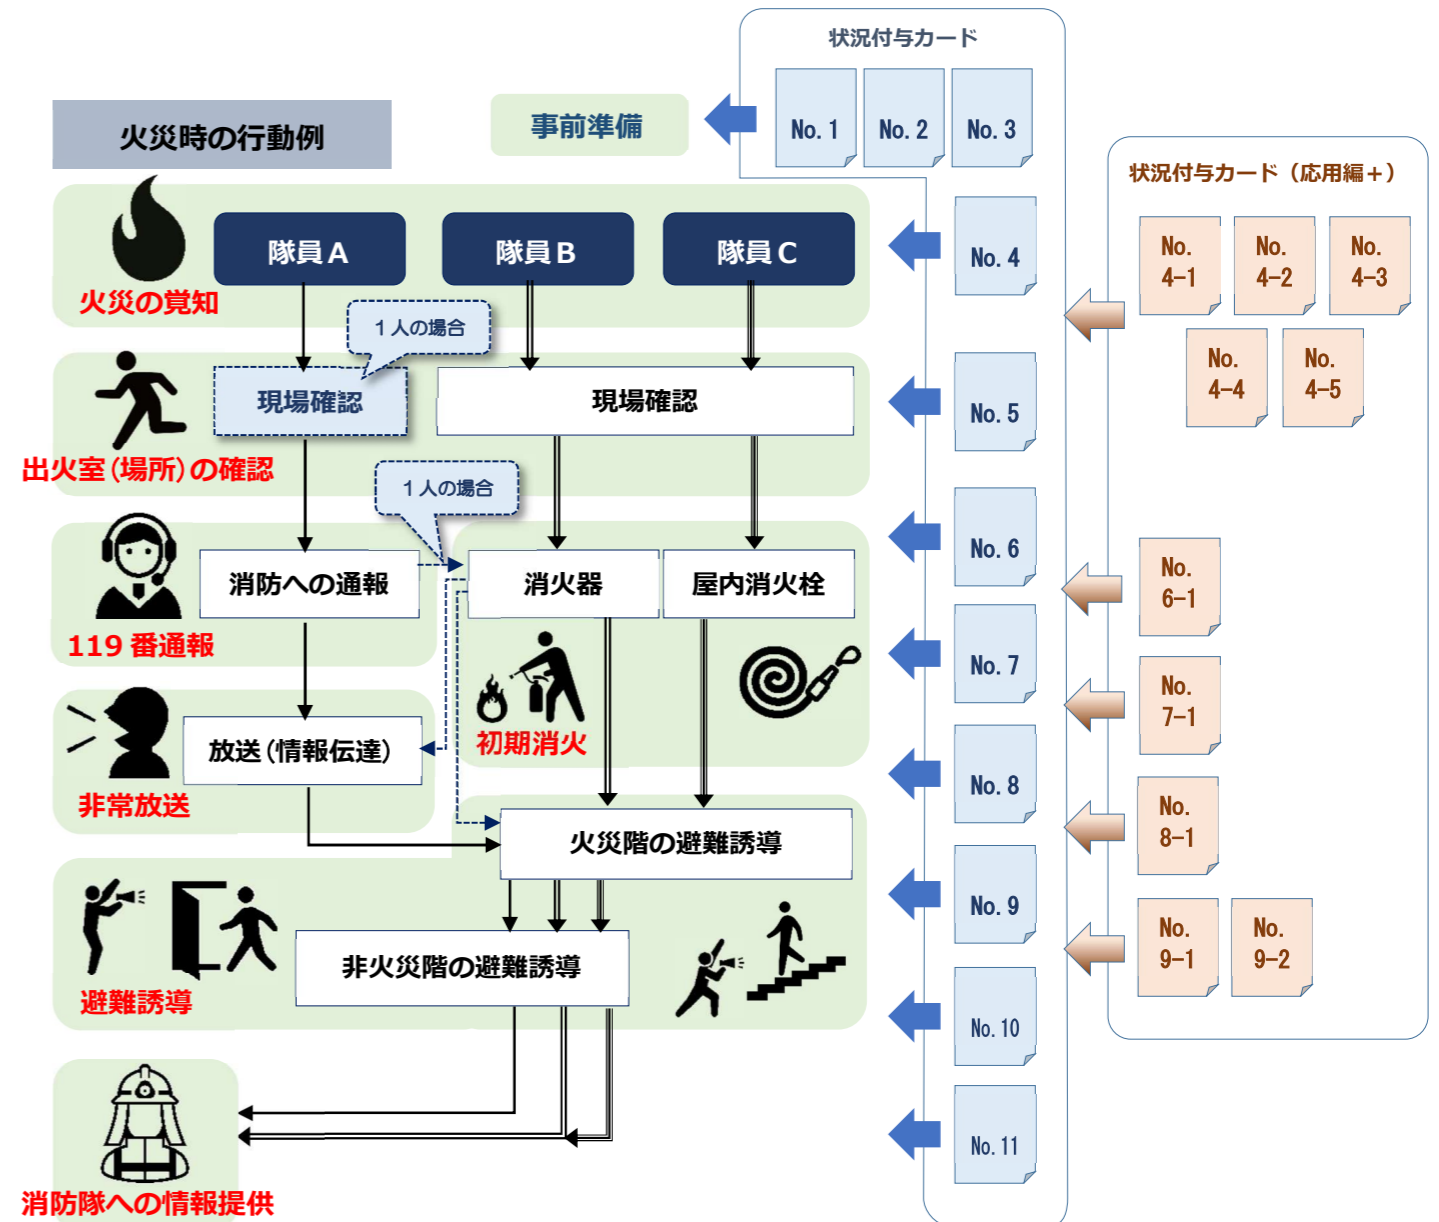 状況付与カード
火災時の行動例
事前準備
No. 1
No. 2
No. 3
状況付与カード（応用編＋）
隊員A
隊員B
隊員C
No. 4
No.
4-1
No.
4-2
No.
4-3
火災の覚知
1人の場合
No.
4-4
No.
4-5
現場確認
現場確認
No. 5
出火室(場所)の確認
1人の場合
消防への通報
消火器
屋内消火栓
No. 6
No.
6-1
119番通報
No. 7
No.
7-1
初期消火
放送(情報伝達)
非常放送
No. 8
No.
8-1
火災階の避難誘導
No. 9
No.
9-1
No.
9-2
非火災階の避難誘導
避難誘導
No. 10
No. 11
消防隊への情報提供